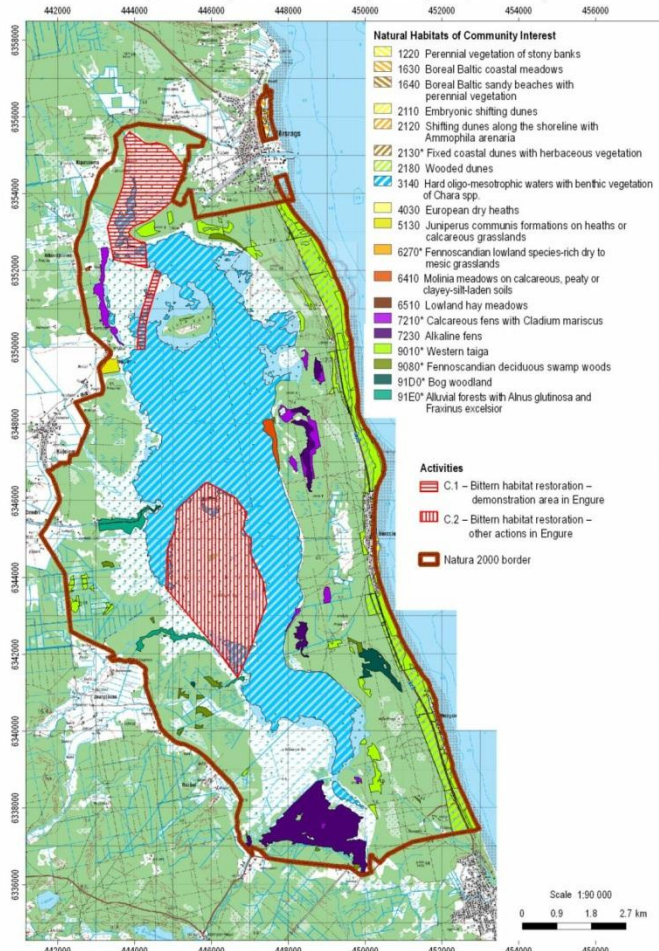 442000 444000 446000 448000 450000 452000 454000 456000
6358000
6356000
6354000
6352000
6350000
6348000
6346000
6344000
6342000
6340000
6338000
6336000
Natural Habitats of Community Interest
1220 Perennial vegetation of stony banks
1630 Boreal Baltic coastal meadows
1640 Boreal Baltic sandy beaches with
perennial vegetation
2110 Embryonic shifting dunes
2120 Shifting dunes along the shoreline with
Ammophila arenaria
2130* Fixed coastal dunes with herbaceous vegetation
2180 Wooded dunes
3140 Hard oligo-mesotrophic waters with benthic vegetation
of Chara spp.
4030 European dry heaths
5130 Juniperus communis formations on heaths or
calcareous grasslands
6270* Fennoscandian lowland species-rich dry to
mesic grasslands
6410 Molinia meadows on calcareous, peaty or
clayey-silt-laden soils
6510 Lowland hay meadows
7210* Calcareous fens with Cladium mariscus
7230 Alkaline fens
9010* Western taiga
9080* Fennoscandian deciduous swamp woods
91D0* Bog woodland
91E0* Alluvial forests with Alnus glutinosa and
Fraxinus excelsior
Activities
C.1 – Bittern habitat restoration –
demonstration area in Engure
C.2 – Bittern habitat restoration –
other actions in Engure
Natura 2000 border
Scale 1:90 000
0 0.9 1.8 2.7 km
442000 444000 446000 448000 450000 452000 454000 456000